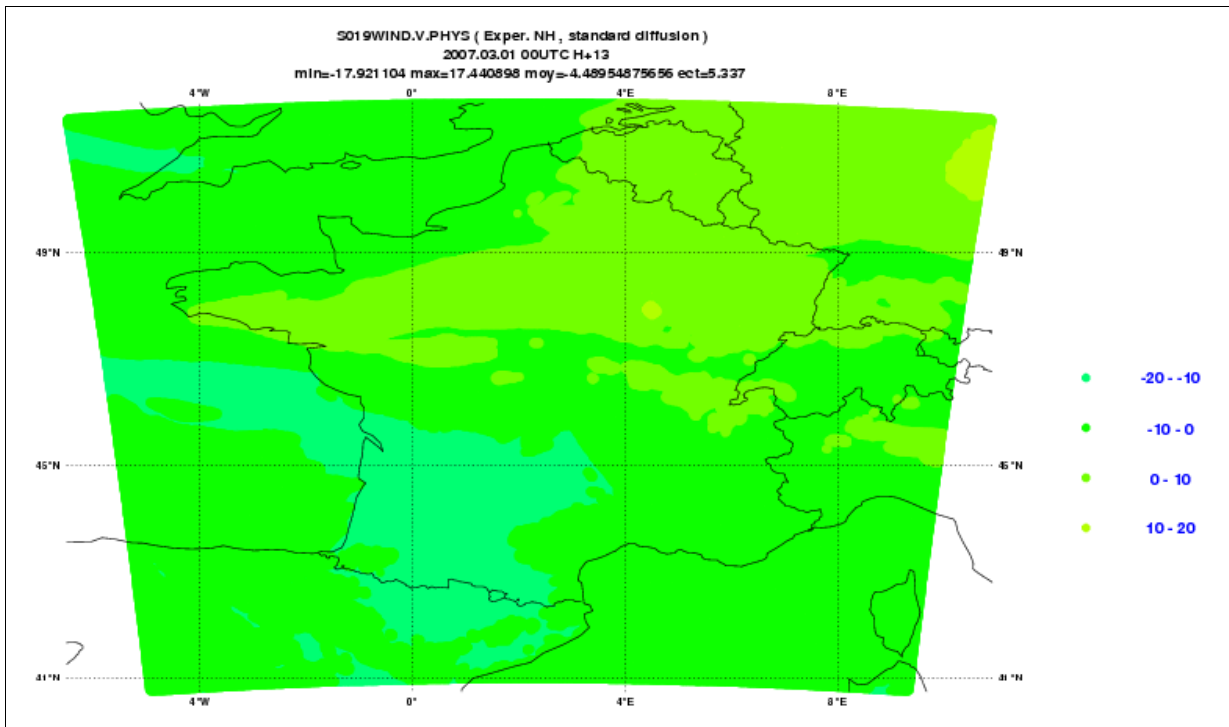 S019WIND.V.PHYS ( Exper. NH , standard diffusion )
2007.03.01 00UTC H+13
min=-17.921104 max=17.440898 moy=-4.48954875656 ect=5.337
4°W 0° 4°E 8°E
49°N 49°N
-20 - -10
-10 - 0
45°N 45°N
0 - 10
10 - 20
41°N 41°N
4°W 0° 4°E 8°E